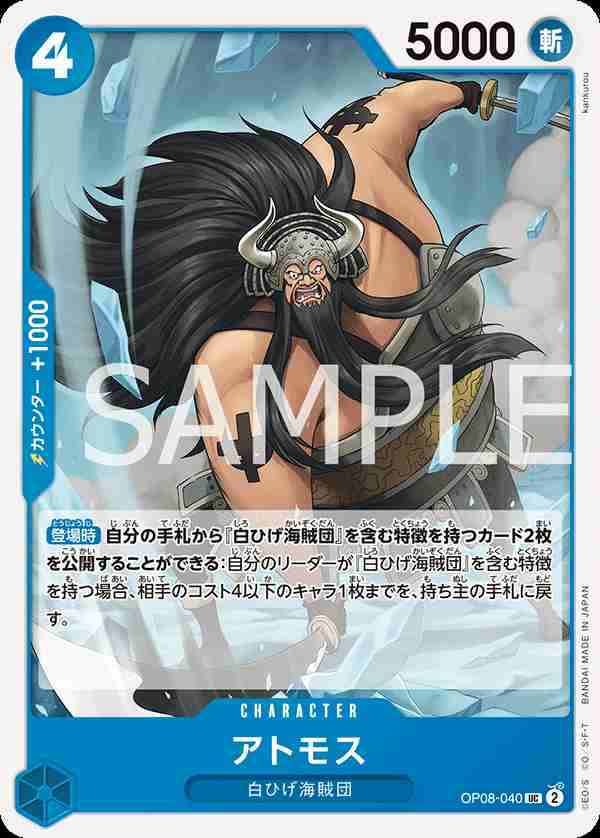 4
5000
斬
kankurou
カウンター +1000
SAMPLE
登場時 自分の手札から『白ひげ海賊団』を含む特徴を持つカード2枚
を公開することができる:自分のリーダーが『白ひげ海賊団』を含む特徴
を持つ場合、相手のコスト4以下のキャラ1枚までを、持ち主の手札に戻
す。
CHARACTER
アトモス
白ひげ海賊団
OP08-040 UC 2
©E.O/S ©O/S・F・T BANDAI MADE IN JAPAN